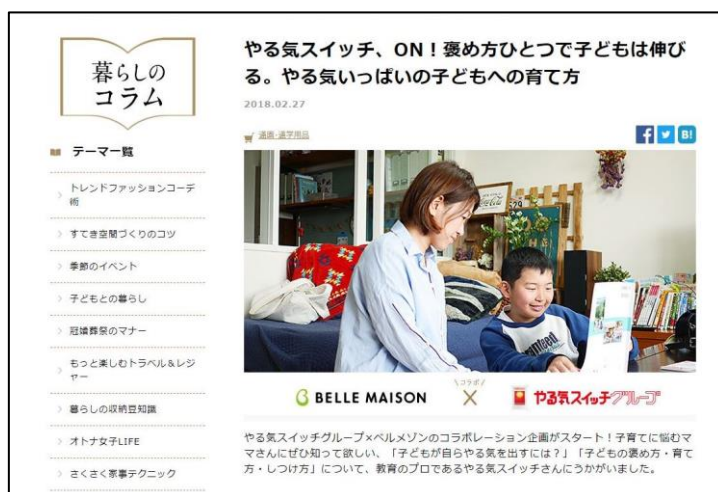 暮らしの
コラム
テーマ一覧
トレンドファッションコーデ
術
すてき空間づくりのコツ
季節のイベント
子どもとの暮らし
冠婚葬祭のマナー
もっと楽しむトラベル&レジ
ャー
暮らしの収納豆知識
オトナ女子LIFE
さくさく家事テクニック
やる気スイッチ、ON！褒め方ひとつで子どもは伸び
る。やる気いっぱいの子どもへの育て方
2018.02.27
通園・通学用品
f
B!
BELLE MAISON
コラボ
×
やる気スイッチグループ
やる気スイッチグループ×ベルメゾンのコラボレーション企画がスタート！子育てに悩むマ
マさんにぜひ知って欲しい、「子どもが自らやる気を出すには？」「子どもの褒め方・育て
方・しつけ方」について、教育のプロであるやる気スイッチさんにうかがいました。